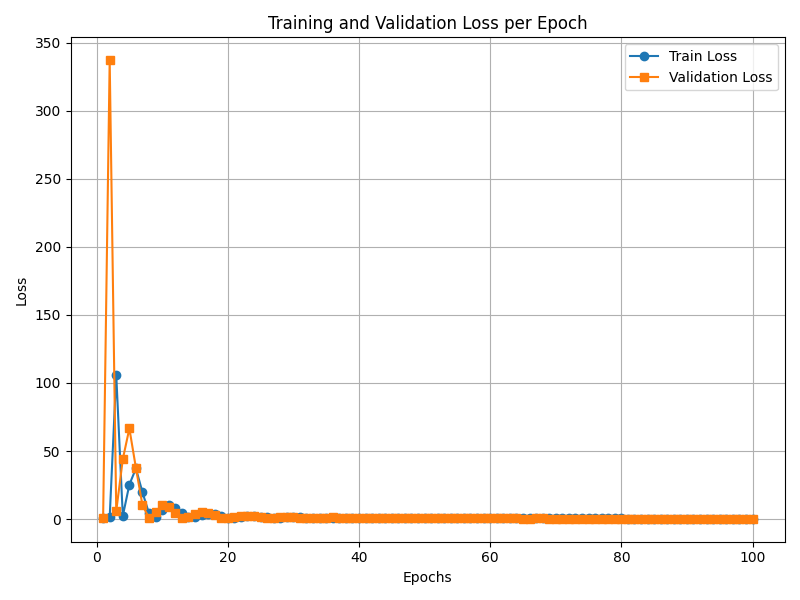 Training and Validation Loss per Epoch
Train Loss
Validation Loss
350
300
250
200
150
100
50
0
Loss
0 20 40 60 80 100
Epochs